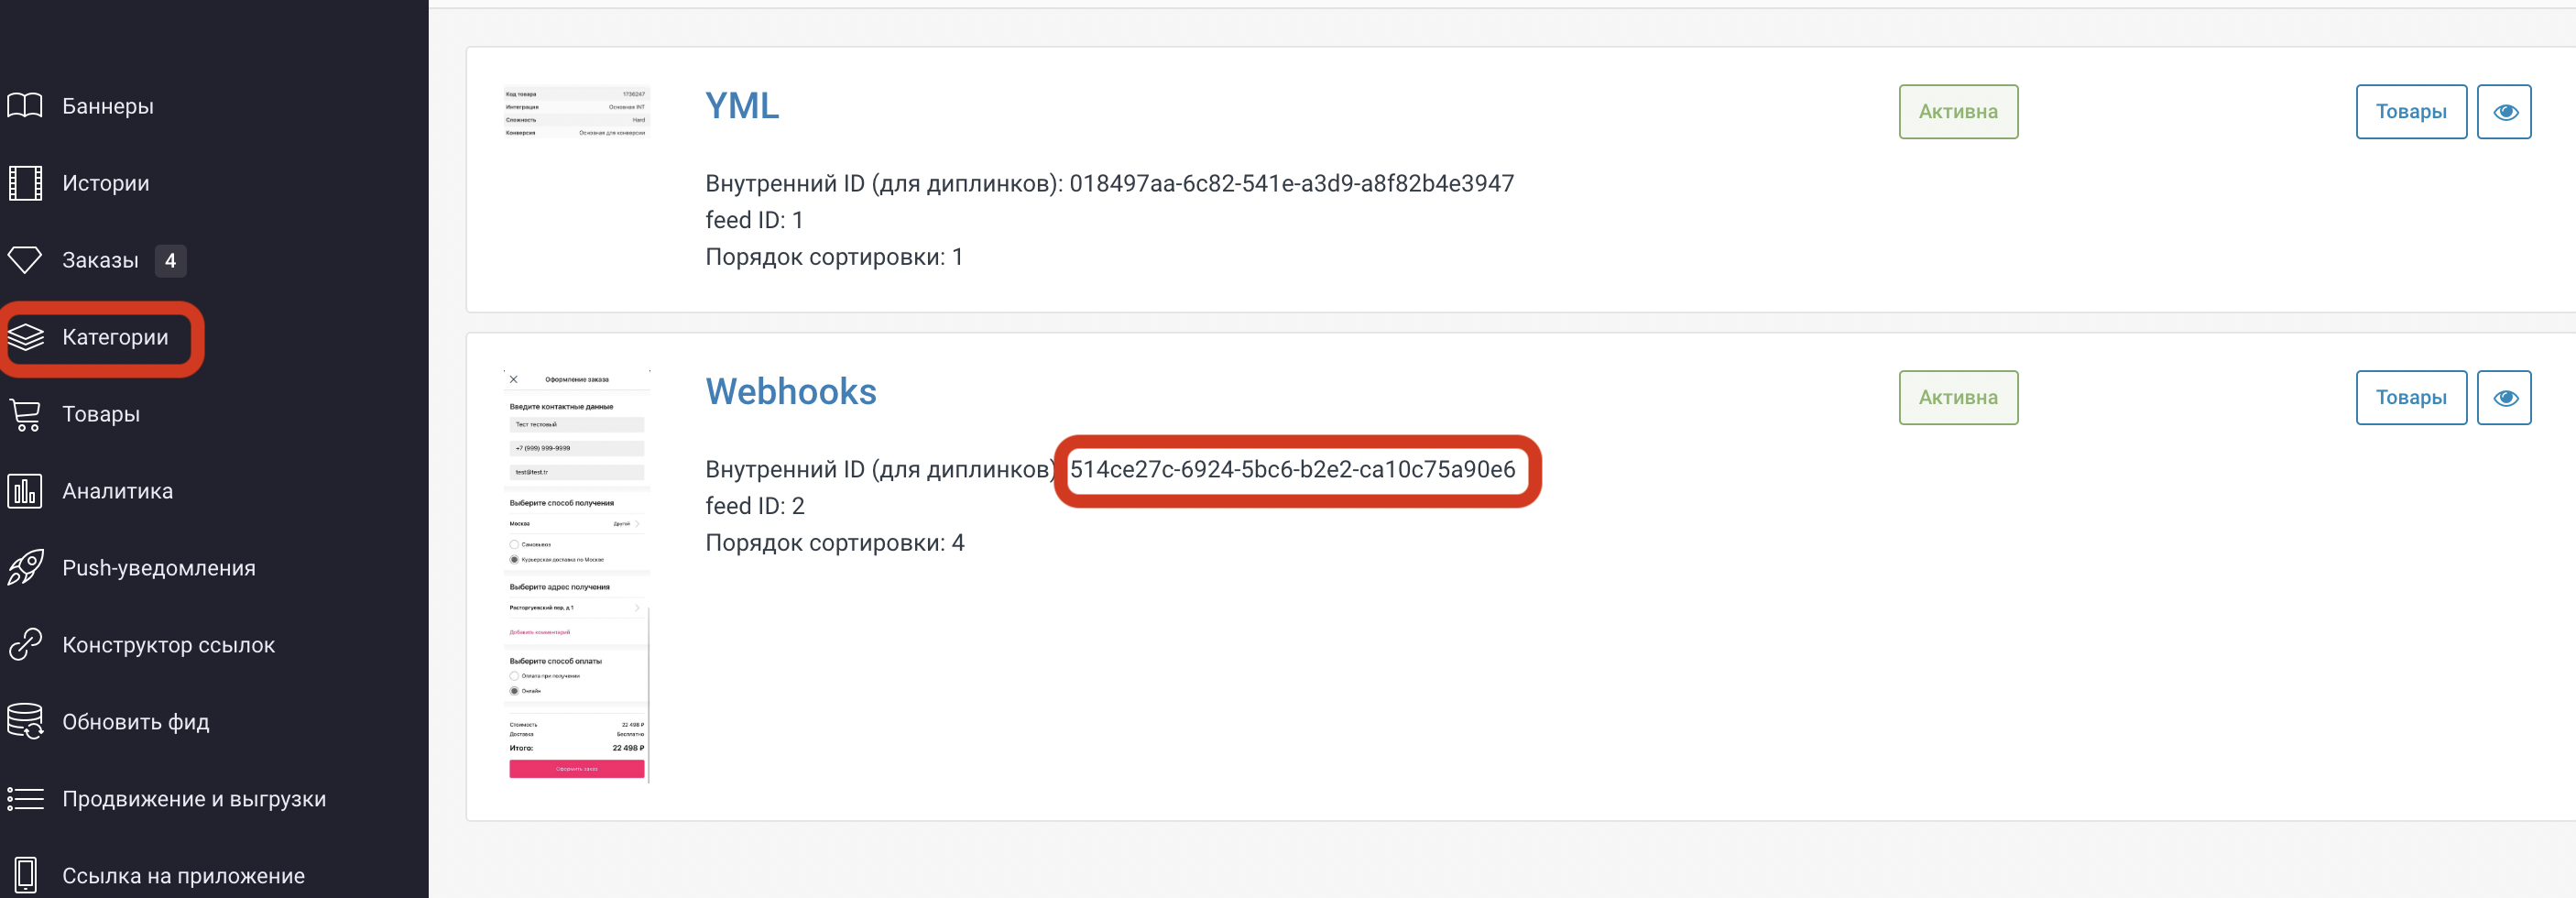 Баннеры
Истории
Заказы 4
Категории
Товары
Аналитика
Push-уведомления
Конструктор ссылок
Обновить фид
Продвижение и выгрузки
Ссылка на приложение
Код товара 1736247
Интеграция Основная INT
Сложность Hard
Конверсия Основная для конверсии
YML
Активна
Товары
Внутренний ID (для диплинков): 018497aa-6c82-541e-a3d9-a8f82b4e3947
feed ID: 1
Порядок сортировки: 1
Оформление заказа
Введите контактные данные
Тест тестовый
+7 (999) 999-9999
test@test.tr
Выберите способ получения
Москва Другой
Самовывоз
Курьерская доставка по Москве
Выберите адрес получения
Расторгуевский пер, д 1
Добавить комментарий
Выберите способ оплаты
Оплата при получении
Онлайн
Стоимость 22 498 ₽
Доставка Бесплатно
Итого: 22 498 ₽
Оформить заказ
Webhooks
Активна
Товары
Внутренний ID (для диплинков) 514ce27c-6924-5bc6-b2e2-ca10c75a90e6
feed ID: 2
Порядок сортировки: 4